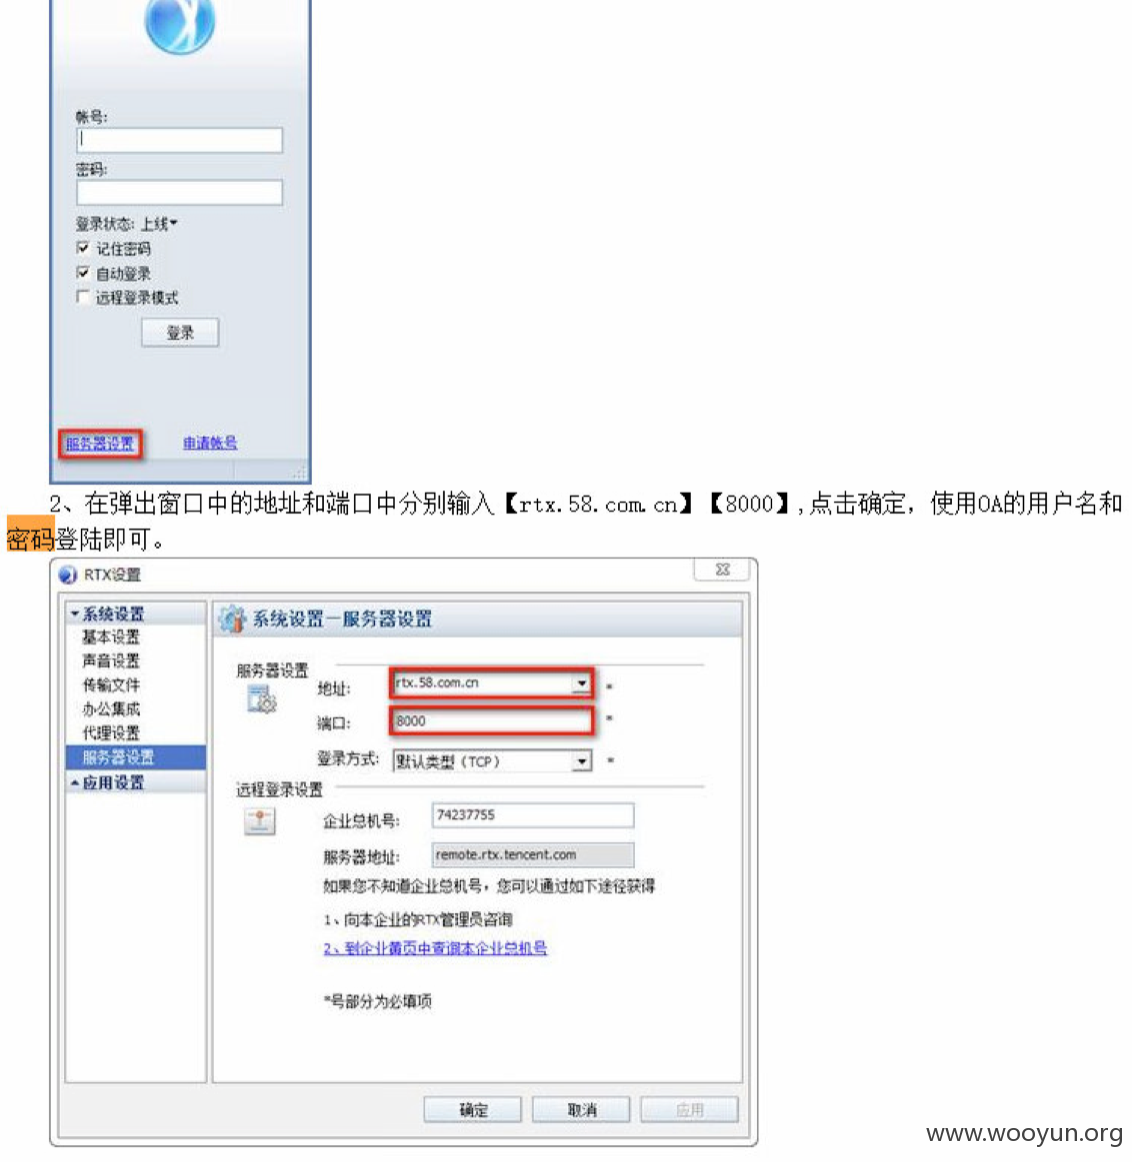 帐号:
密码:
登录状态: 上线
记住密码
自动登录
远程登录模式
登录
服务器设置 申请帐号
2、在弹出窗口中的地址和端口中分别输入【rtx.58.com.cn】【8000】,点击确定，使用OA的用户名和
密码登陆即可。
RTX设置
系统设置
基本设置
声音设置
传输文件
办公集成
代理设置
服务器设置
应用设置
系统设置－服务器设置
服务器设置
地址: rtx.58.com.cn *
端口: 8000 *
登录方式: 默认类型 (TCP) *
远程登录设置
企业总机号: 74237755
服务器地址: remote.rtx.tencent.com
如果您不知道企业总机号，您可以通过如下途径获得
1、向本企业的RTX管理员咨询
2、到企业黄页中查询本企业总机号
*号部分为必填项
确定 取消 应用
www.wooyun.org